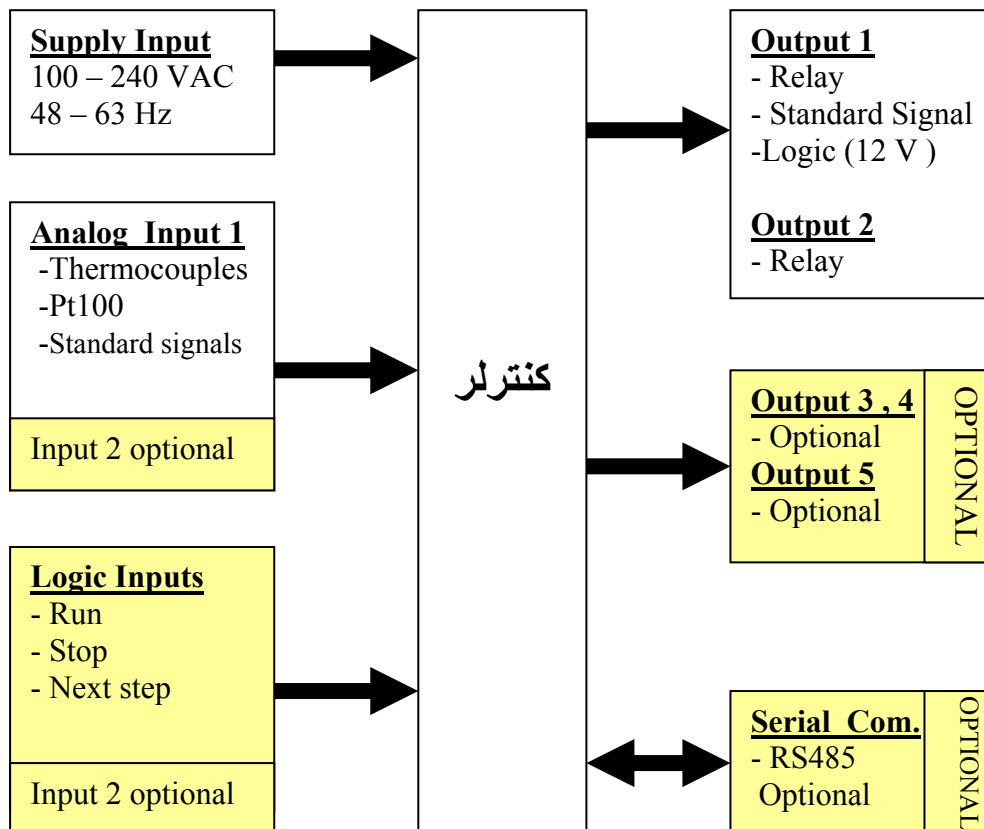 Supply Input
100 – 240 VAC
48 – 63 Hz
Analog Input 1
-Thermocouples
-Pt100
-Standard signals
Input 2 optional
Logic Inputs
- Run
- Stop
- Next step
Input 2 optional
کنترلر
Output 1
- Relay
- Standard Signal
-Logic (12 V )
Output 2
- Relay
Output 3 , 4
- Optional
Output 5
- Optional
OPTIONAL
Serial Com.
- RS485
Optional
OPTIONAL